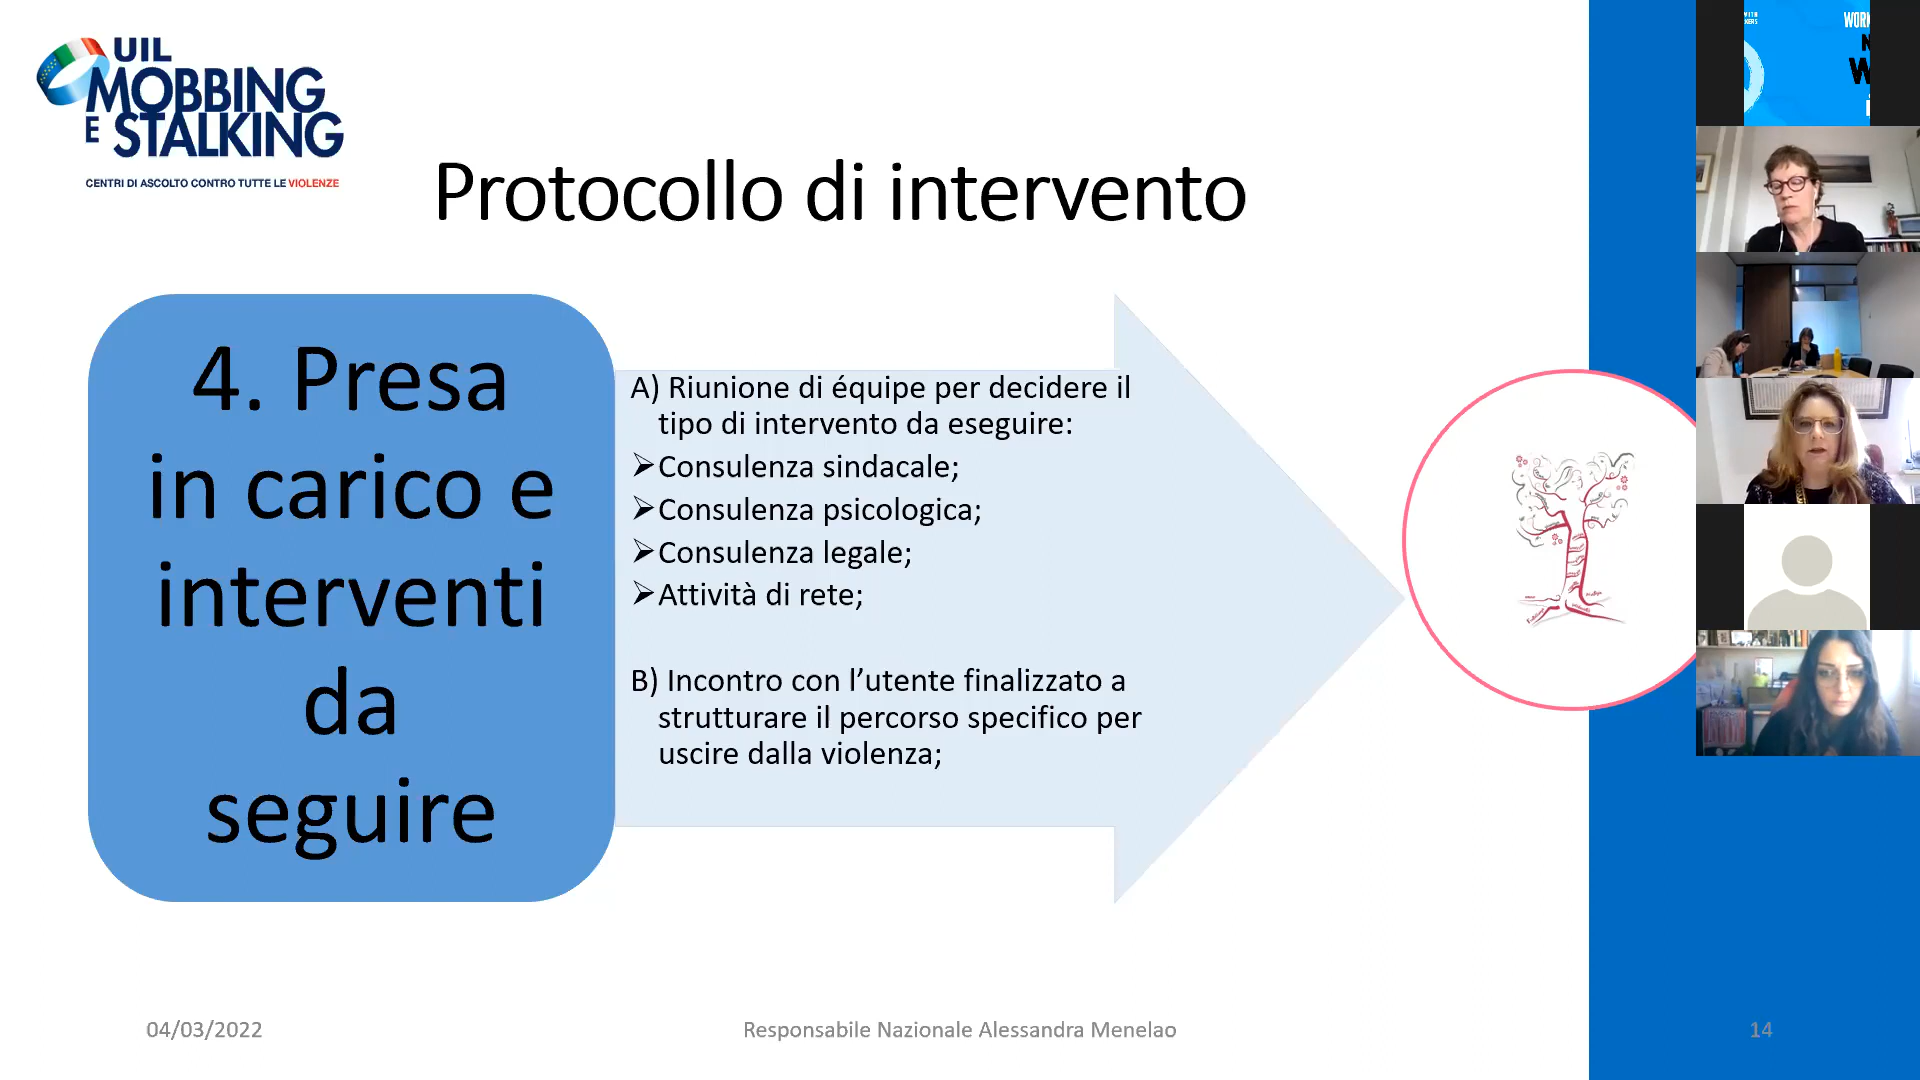 UIL
MOBBING
E STALKING
CENTRI DI ASCOLTO CONTRO TUTTE LE VIOLENZE
Protocollo di intervento
4. Presa
in carico e
interventi
da
seguire
A) Riunione di équipe per decidere il
tipo di intervento da eseguire:
➢Consulenza sindacale;
➢Consulenza psicologica;
➢Consulenza legale;
➢Attività di rete;
B) Incontro con l’utente finalizzato a
strutturare il percorso specifico per
uscire dalla violenza;
04/03/2022
Responsabile Nazionale Alessandra Menelao
14
WORK